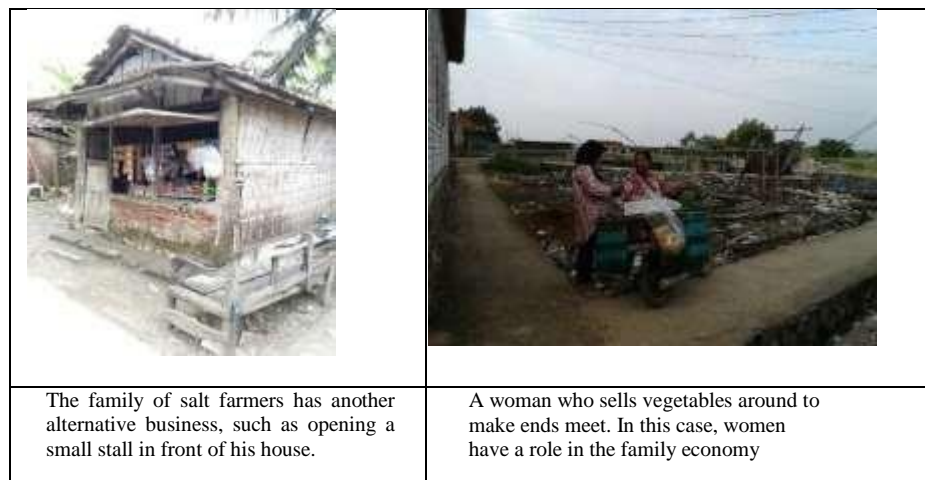 The family of salt farmers has another
alternative business, such as opening a
small stall in front of his house.
A woman who sells vegetables around to
make ends meet. In this case, women
have a role in the family economy